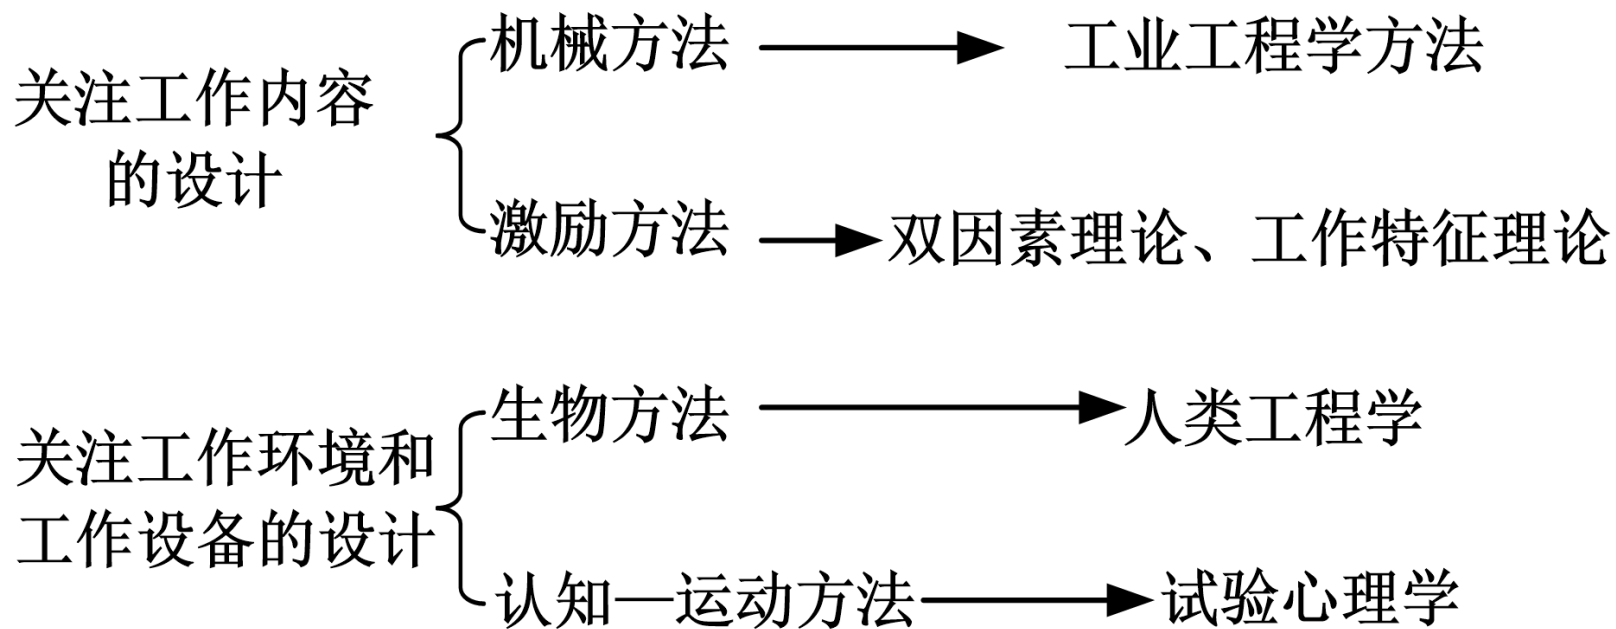 关注工作内容
的设计
机械方法
工业工程学方法
激励方法
双因素理论、工作特征理论
关注工作环境和
工作设备的设计
生物方法
人类工程学
认知—运动方法
试验心理学